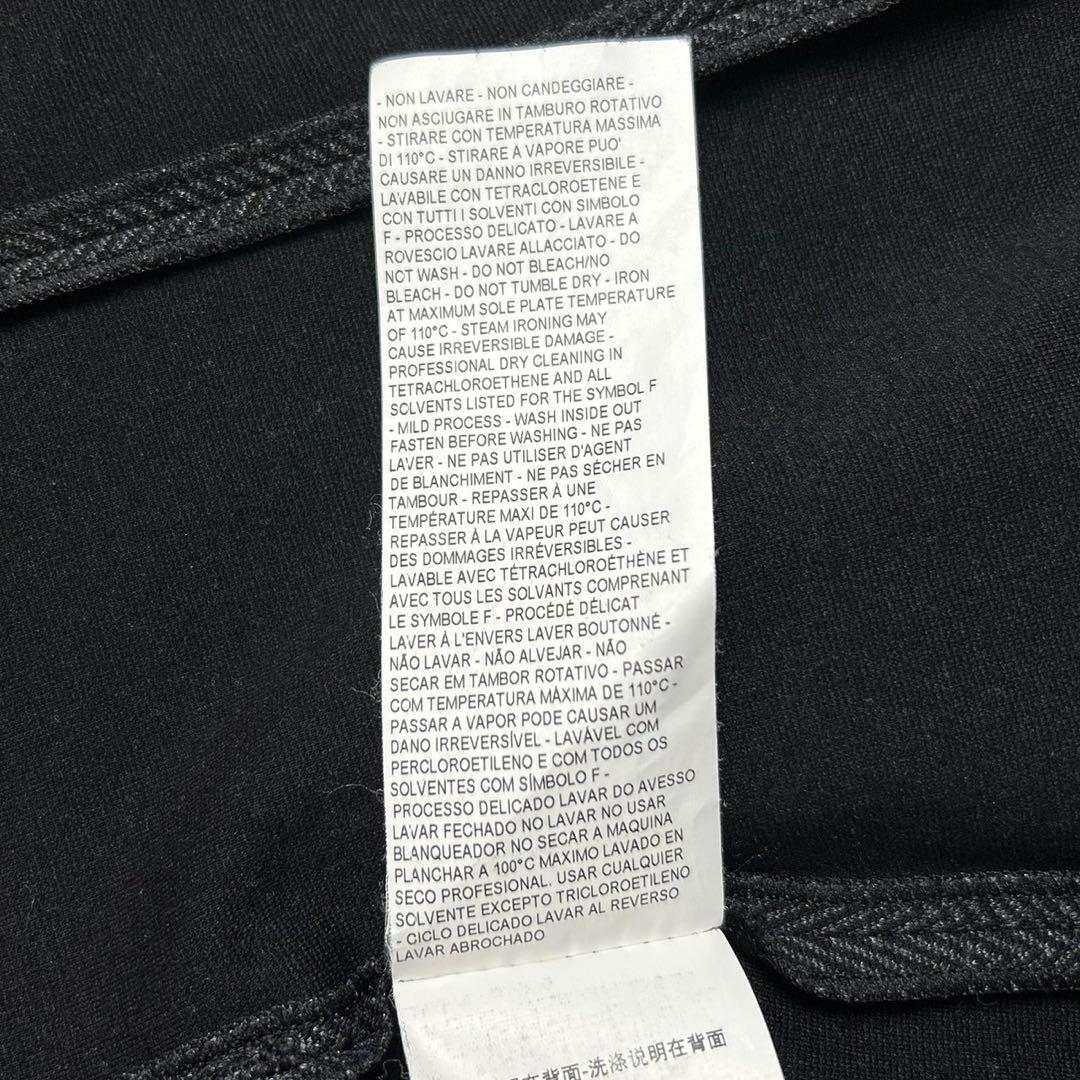 - NON LAVARE - NON CANDEGGIARE -
NON ASCIUGARE IN TAMBURO ROTATIVO
- STIRARE CON TEMPERATURA MASSIMA
DI 110°C - STIRARE A VAPORE PUO'
CAUSARE UN DANNO IRREVERSIBILE -
LAVABILE CON TETRACLOROETENE E
CON TUTTI I SOLVENTI CON SIMBOLO
F - PROCESSO DELICATO - LAVARE A
ROVESCIO LAVARE ALLACCIATO - DO
NOT WASH - DO NOT BLEACH/NO
BLEACH - DO NOT TUMBLE DRY - IRON
AT MAXIMUM SOLE PLATE TEMPERATURE
OF 110°C - STEAM IRONING MAY
CAUSE IRREVERSIBLE DAMAGE -
PROFESSIONAL DRY CLEANING IN
TETRACHLOROETHENE AND ALL
SOLVENTS LISTED FOR THE SYMBOL F
- MILD PROCESS - WASH INSIDE OUT
FASTEN BEFORE WASHING - NE PAS
LAVER - NE PAS UTILISER D'AGENT
DE BLANCHIMENT - NE PAS SÉCHER EN
TAMBOUR - REPASSER À UNE
TEMPÉRATURE MAXI DE 110°C -
REPASSER À LA VAPEUR PEUT CAUSER
DES DOMMAGES IRRÉVERSIBLES -
LAVABLE AVEC TÉTRACHLOROÉTHÈNE ET
AVEC TOUS LES SOLVANTS COMPRENANT
LE SYMBOLE F - PROCÉDÉ DÉLICAT
LAVER À L'ENVERS LAVER BOUTONNÉ -
NÃO LAVAR - NÃO ALVEJAR - NÃO
SECAR EM TAMBOR ROTATIVO - PASSAR
COM TEMPERATURA MÁXIMA DE 110°C -
PASSAR A VAPOR PODE CAUSAR UM
DANO IRREVERSÍVEL - LAVÁVEL COM
PERCLOROETILENO E COM TODOS OS
SOLVENTES COM SÍMBOLO F -
PROCESSO DELICADO LAVAR DO AVESSO
LAVAR FECHADO NO LAVAR NO USAR
BLANQUEADOR NO SECAR A MAQUINA
PLANCHAR A 100°C MAXIMO LAVADO EN
SECO PROFESIONAL. USAR CUALQUIER
SOLVENTE EXCEPTO TRICLOROETILENO
- CICLO DELICADO LAVAR AL REVERSO
LAVAR ABROCHADO
在背面-洗涤说明在背面